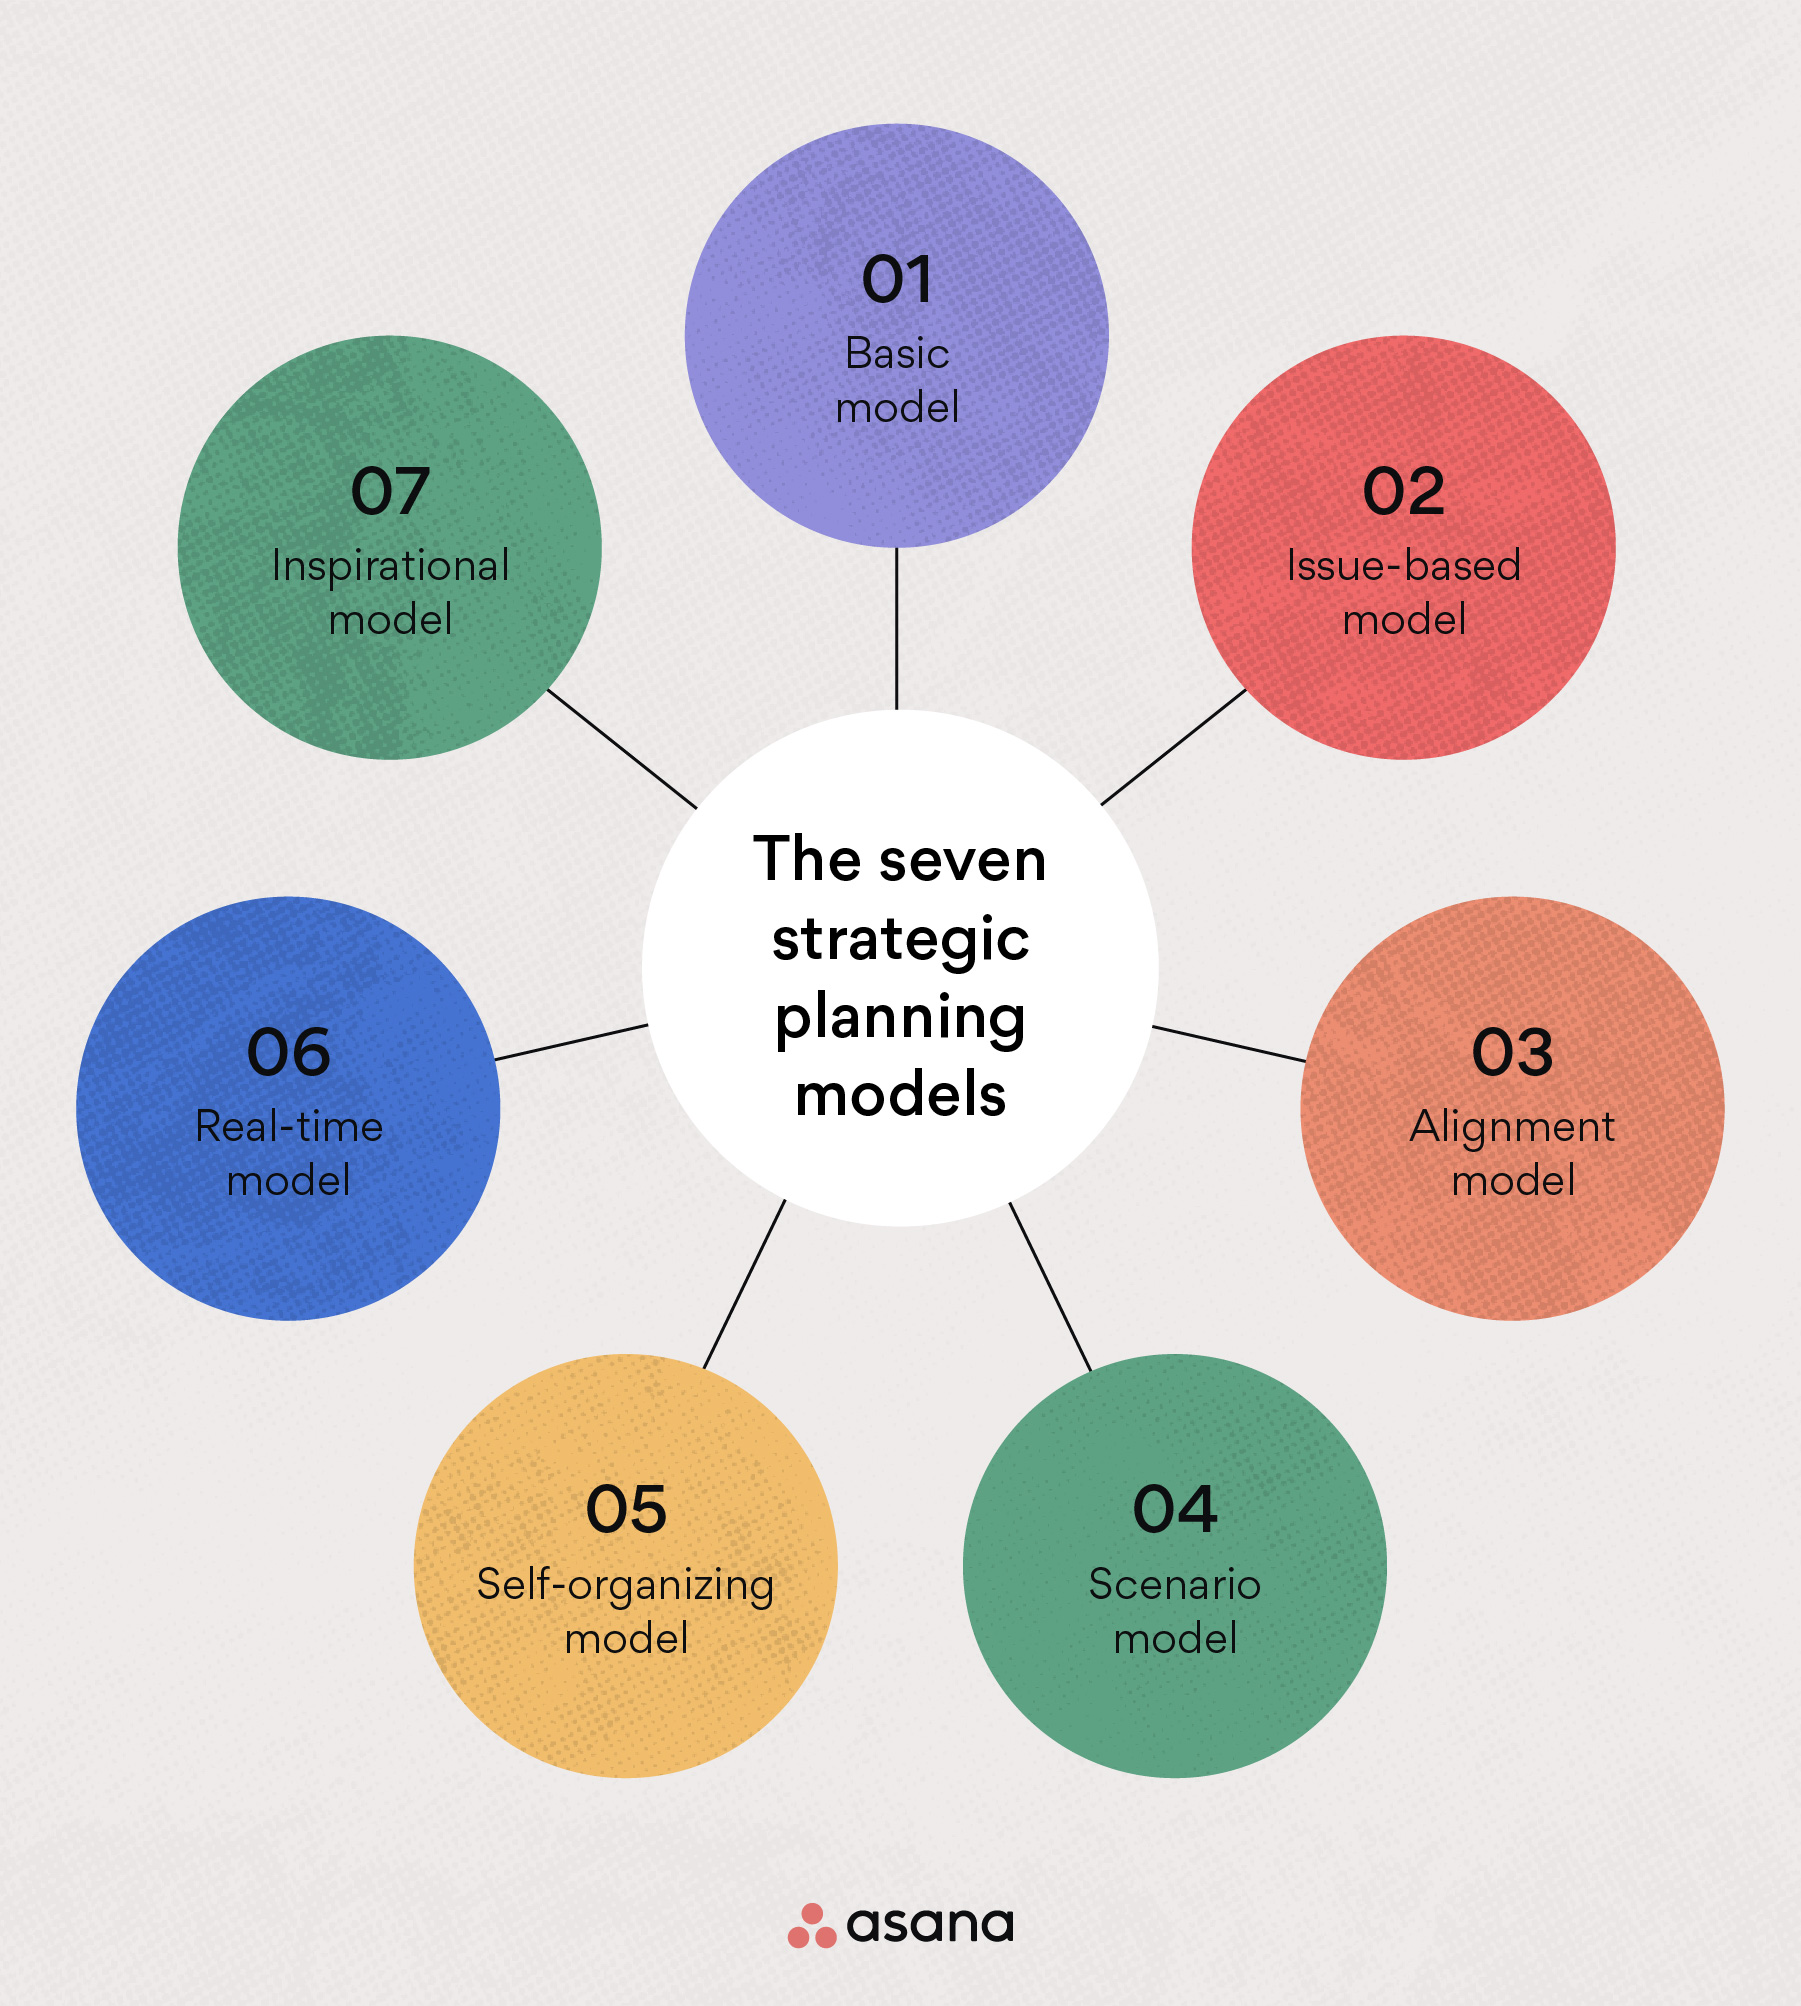 01
Basic
model
02
Issue-based
model
03
Alignment
model
04
Scenario
model
05
Self-organizing
model
06
Real-time
model
07
Inspirational
model
The seven
strategic
planning
models
asana